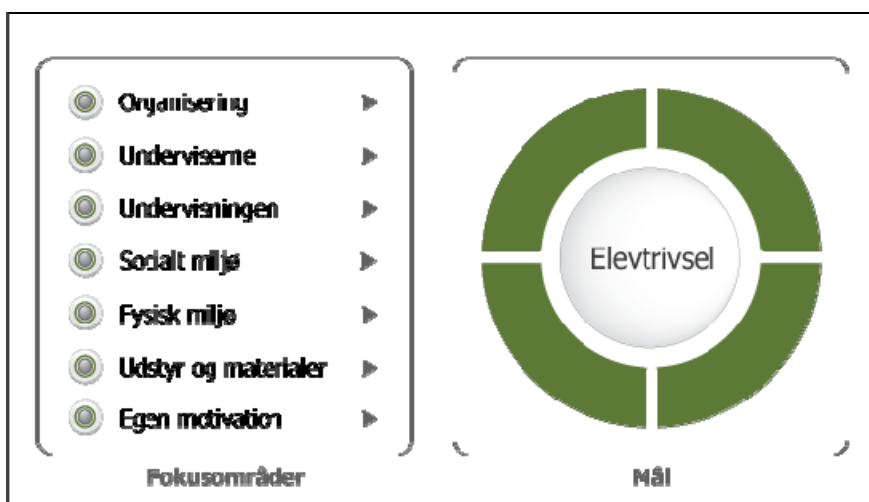 Organisering
Underviserne
Undervisningen
Socialt miljø
Fysisk miljø
Udstyr og materialer
Egen motivation
Fokusområder
Elevtrivsel
Mål